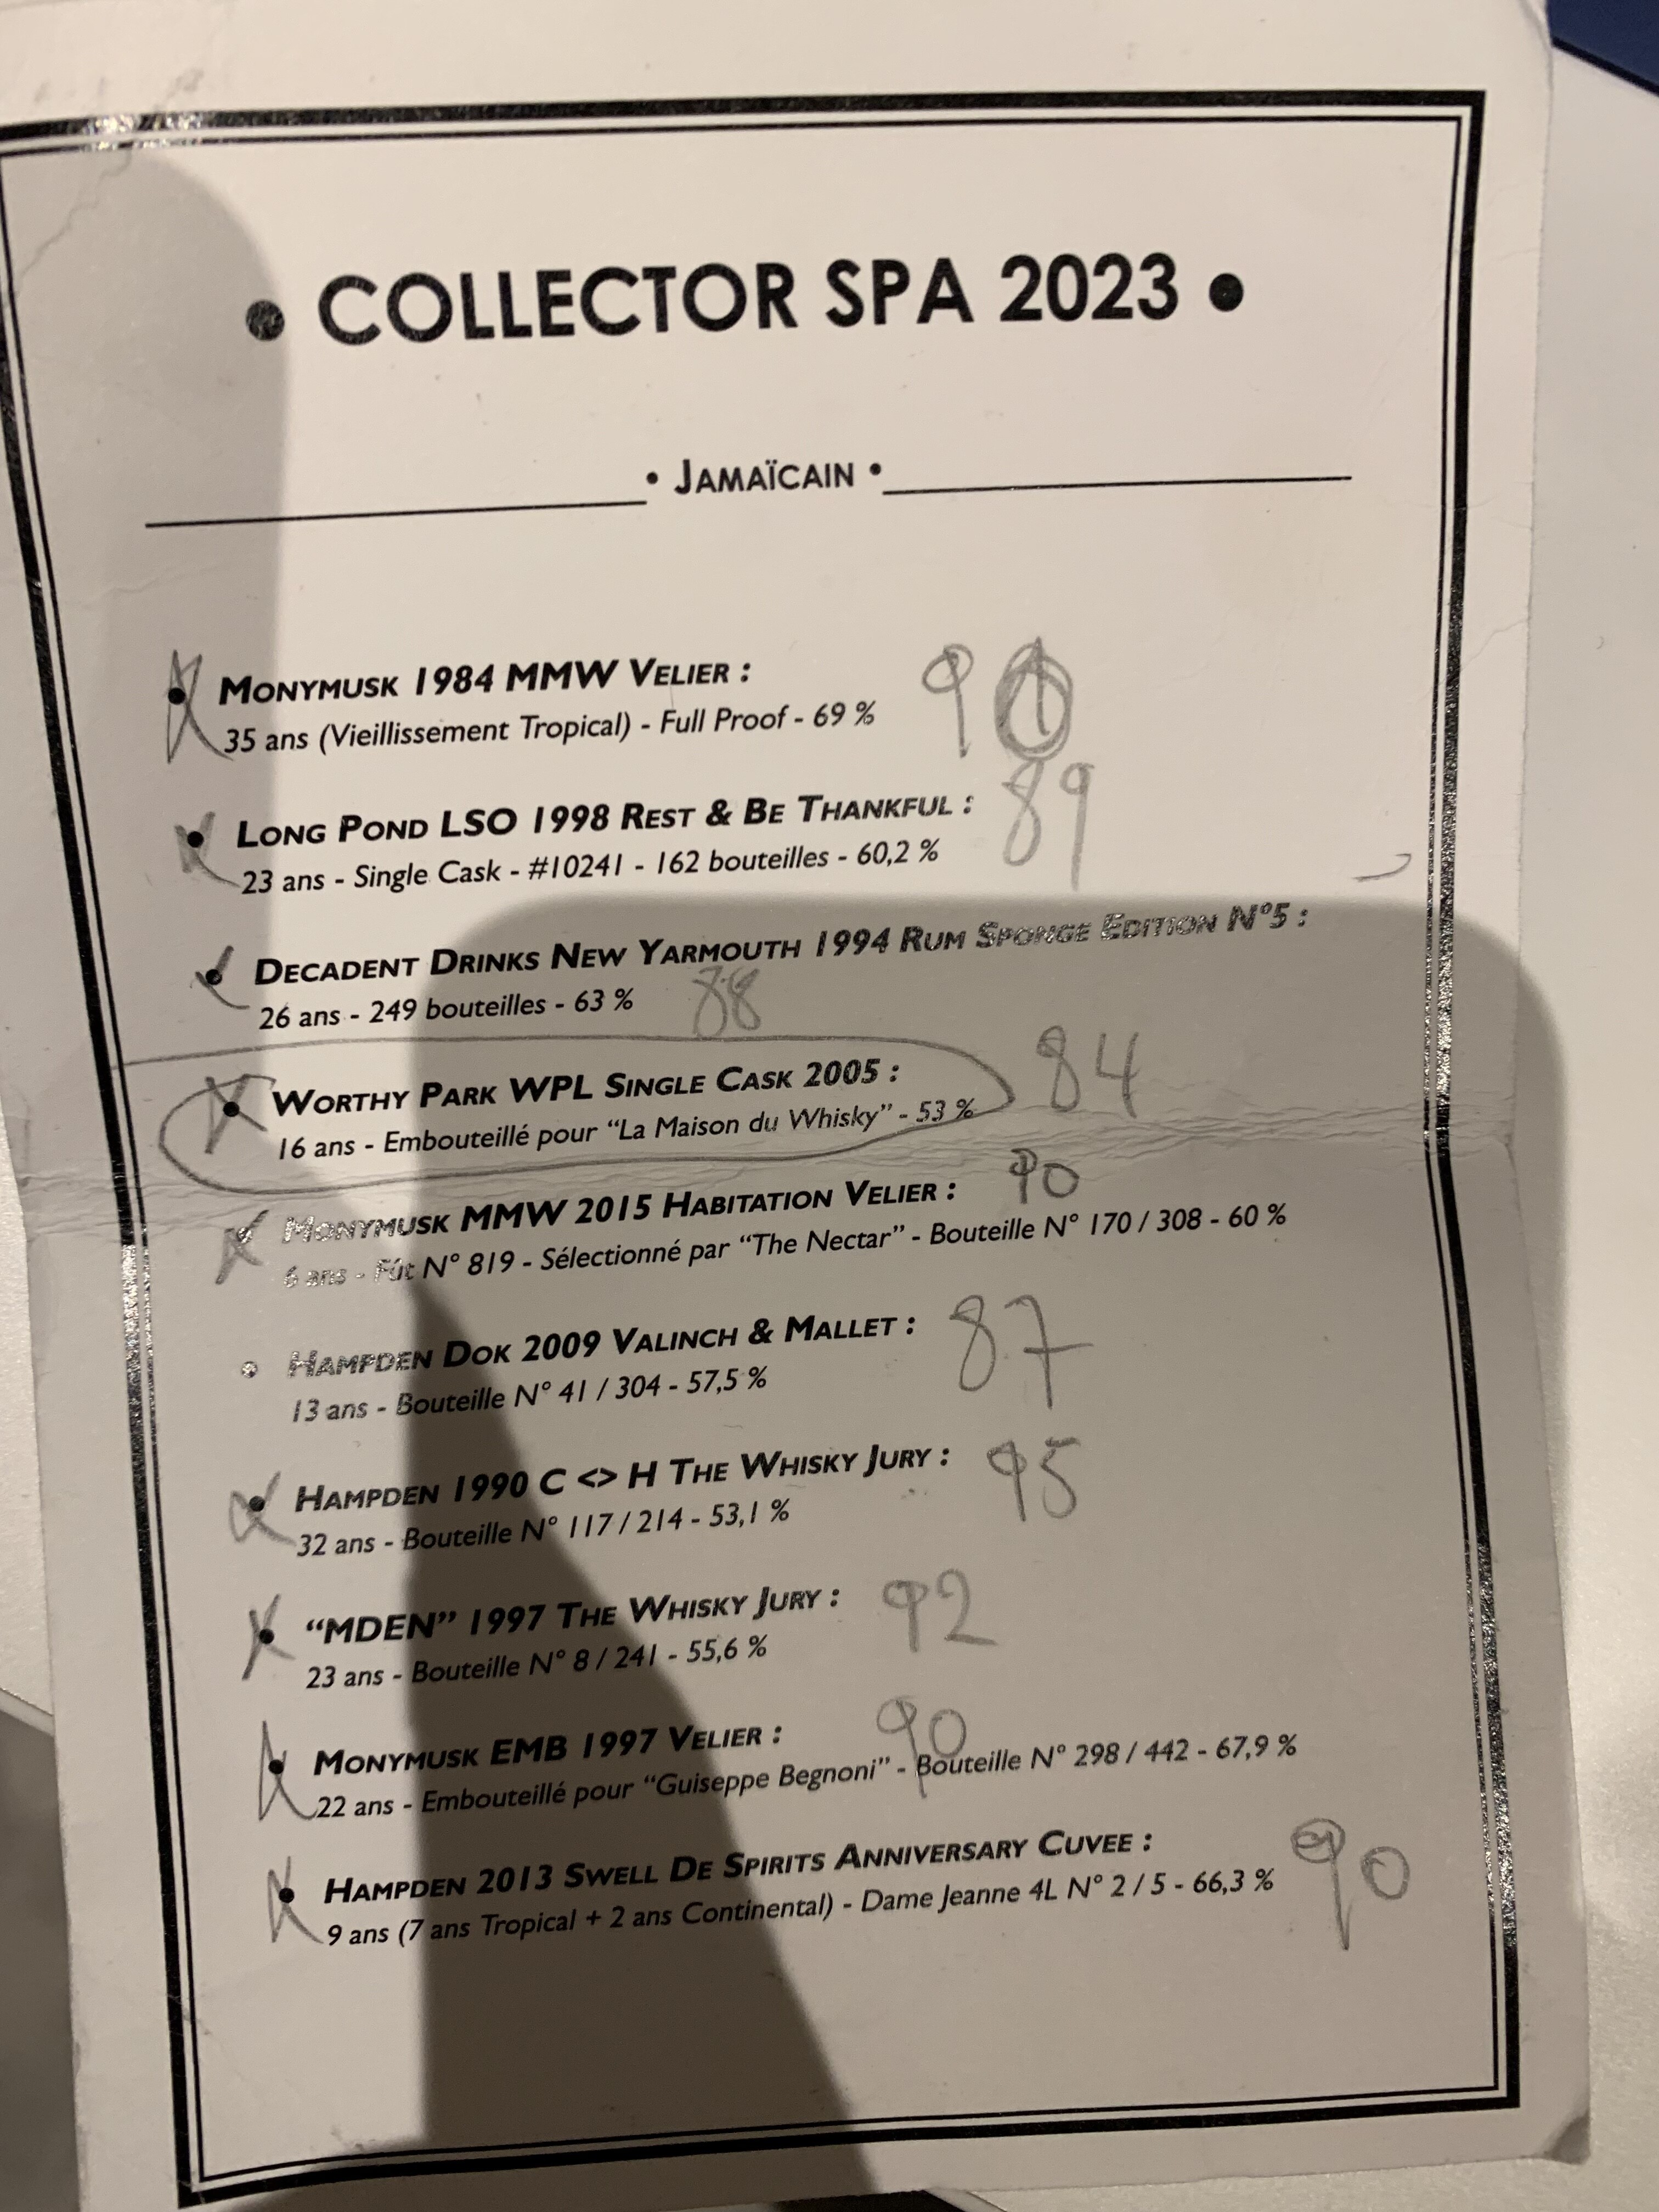 • COLLECTOR SPA 2023 •
• JAMAÏCAIN •
• MONYMUSK 1984 MMW VELIER :
35 ans (Vieillissement Tropical) - Full Proof - 69 %
• LONG POND LSO 1998 REST & BE THANKFUL : 89
23 ans - Single Cask - #10241 - 162 bouteilles - 60,2 %
• DECADENT DRINKS NEW YARMOUTH 1994 RUM SPONGE EDITION N°5 :
26 ans - 249 bouteilles - 63 % 88
• WORTHY PARK WPL SINGLE CASK 2005 : 84
16 ans - Embouteillé pour “La Maison du Whisky” - 53 %
• MONYMUSK MMW 2015 HABITATION VELIER : 90
6 ans - Fût N° 819 - Sélectionné par “The Nectar” - Bouteille N° 170 / 308 - 60 %
• HAMPDEN DOK 2009 VALINCH & MALLET : 87
13 ans - Bouteille N° 41 / 304 - 57,5 %
• HAMPDEN 1990 C <> H THE WHISKY JURY : 95
32 ans - Bouteille N° 117 / 214 - 53,1 %
• “MDEN” 1997 THE WHISKY JURY : 92
23 ans - Bouteille N° 8 / 241 - 55,6 %
• MONYMUSK EMB 1997 VELIER : 90
22 ans - Embouteillé pour “Guiseppe Begnoni” - Bouteille N° 298 / 442 - 67,9 %
• HAMPDEN 2013 SWELL DE SPIRITS ANNIVERSARY CUVEE : 90
9 ans (7 ans Tropical + 2 ans Continental) - Dame Jeanne 4L N° 2 / 5 - 66,3 %